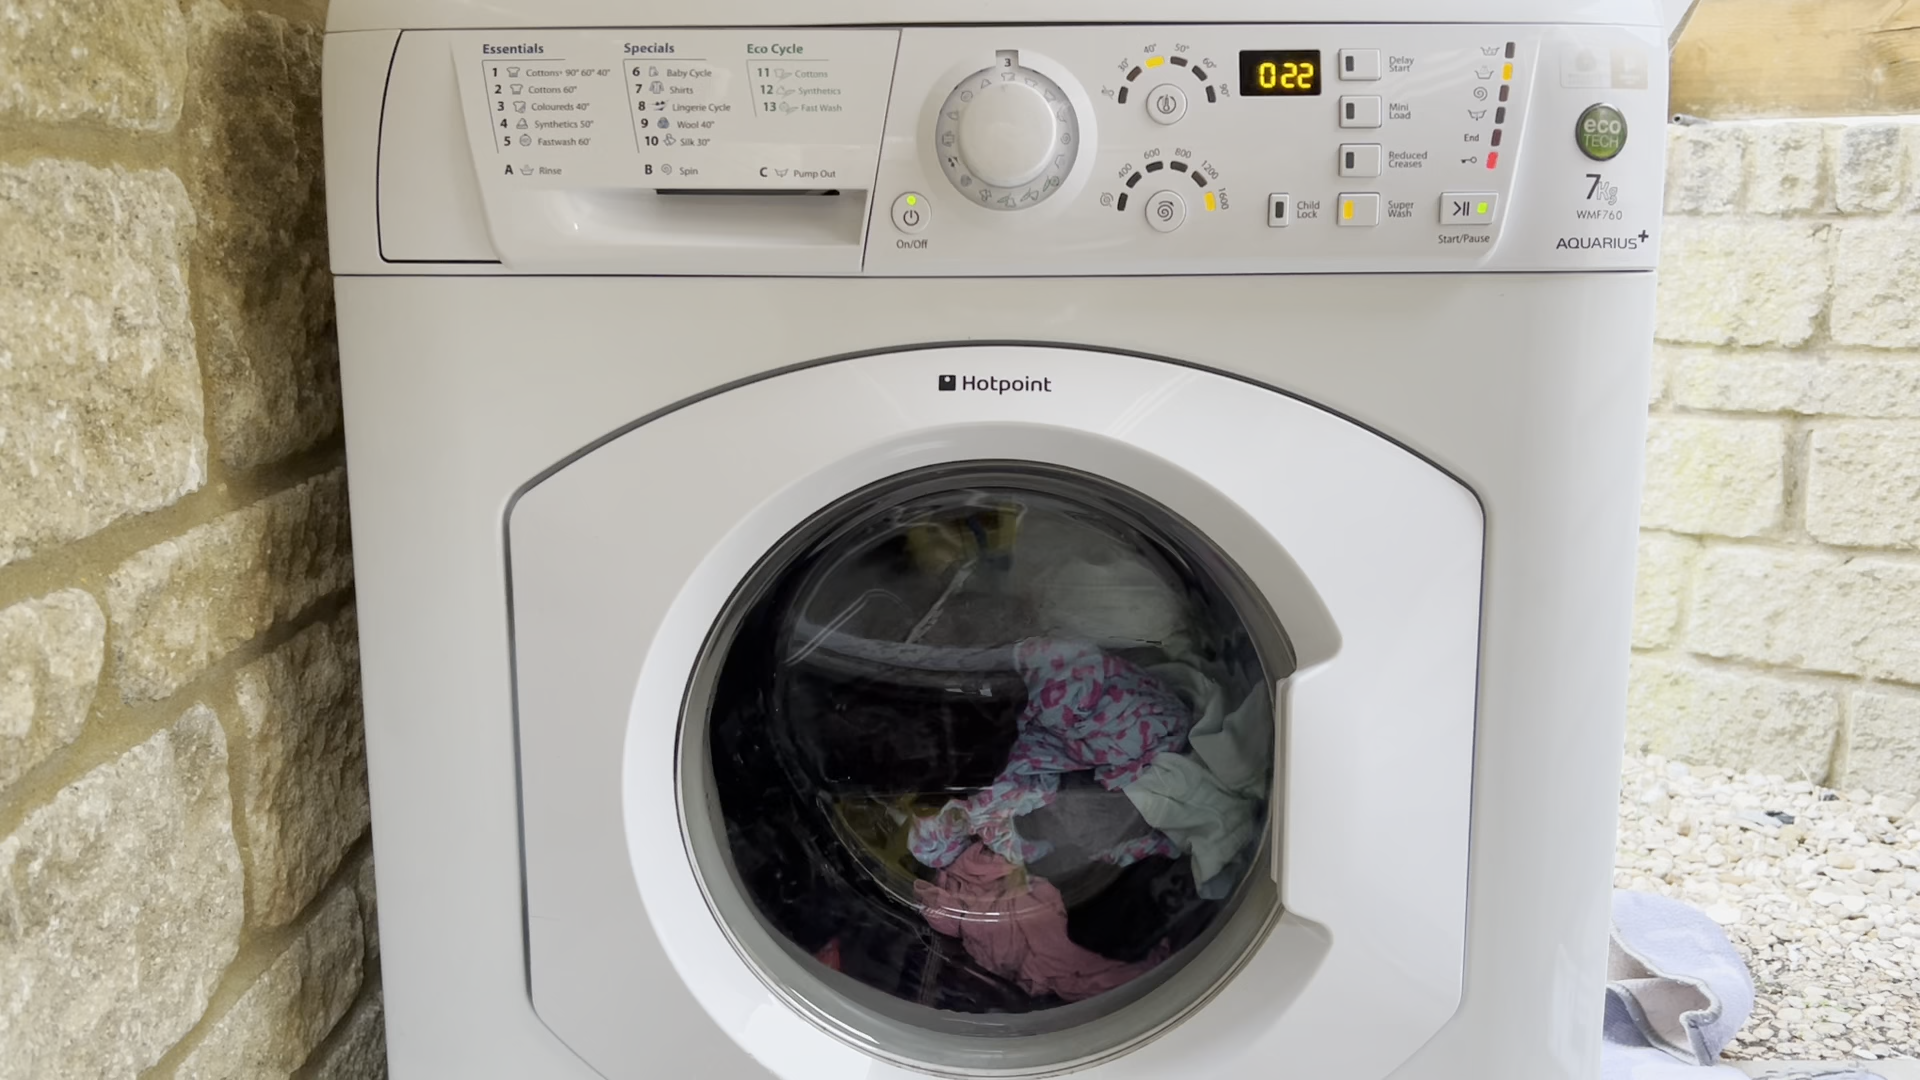 Essentials
1 Cottons+ 90° 60° 40°
2 Cottons 60°
3 Coloureds 40°
4 Synthetics 50°
5 Fastwash 60'
A Rinse
Specials
6 Baby Cycle
7 Shirts
8 Lingerie Cycle
9 Wool 40°
10 Silk 30°
B Spin
Eco Cycle
11 Cottons
12 Synthetics
13 Fast Wash
C Pump Out
On/Off
3
30° 40° 50° 60° 90°
400 600 800 1200 1600
0:22
Delay
Start
Mini
Load
Reduced
Creases
Child
Lock
Super
Wash
End
Start/Pause
eco
TECH
7Kg
WMF760
AQUARIUS+
Hotpoint